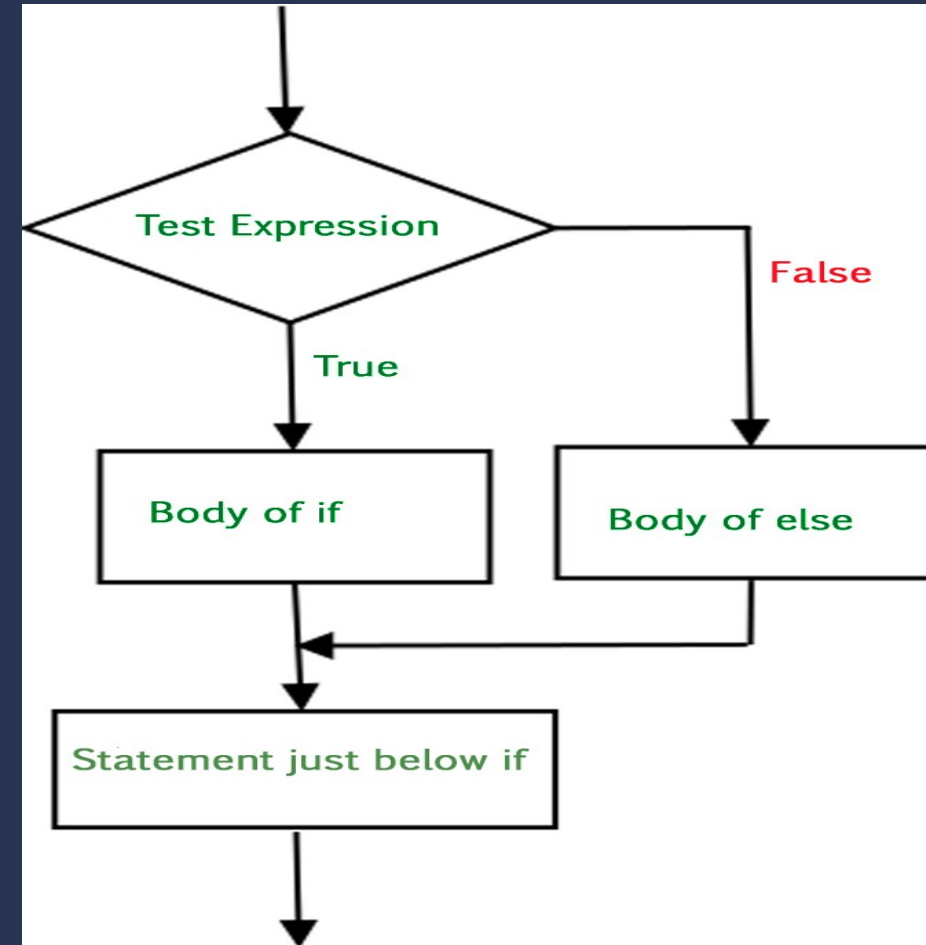 Test Expression
False
True
Body of if
Body of else
Statement just below if